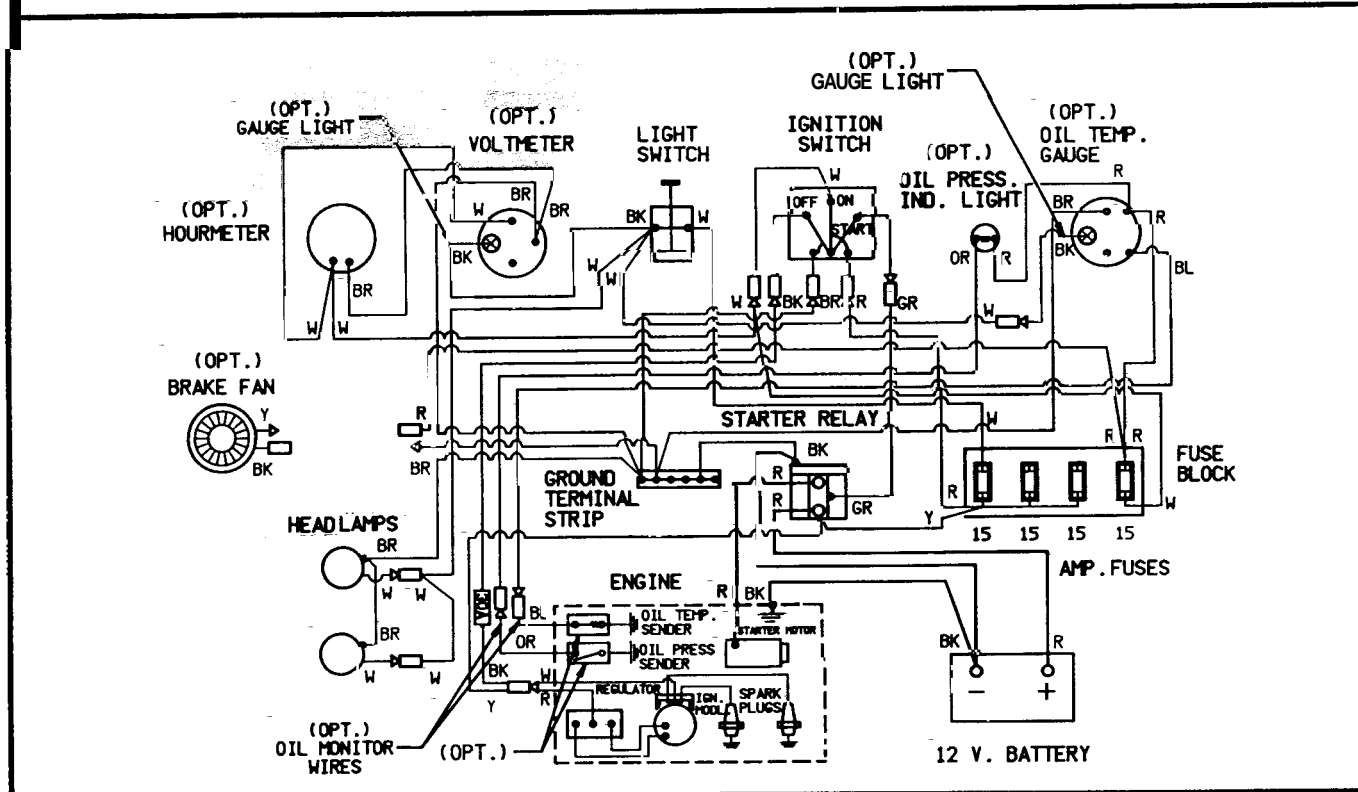 (OPT.)
GAUGE LIGHT
(OPT.)
GAUGE LIGHT
(OPT.)
VOLTMETER
LIGHT
SWITCH
IGNITION
SWITCH
(OPT.)
OIL PRESS.
IND. LIGHT
(OPT.)
OIL TEMP.
GAUGE
R
W
OFF
ON
START
BR
BR
W
BK
W
BR
R
(OPT.)
HOURMETER
BK
BK
OR
R
BL
W
W
BR
W
BK
BR
R
GR
W
W
W
(OPT.)
BRAKE FAN
Y
BK
R
BR
STARTER RELAY
W
R
R
BK
FUSE
BLOCK
GROUND
TERMINAL
STRIP
R
R
GR
R
Y
W
15
15
15
15
AMP. FUSES
HEADLAMPS
BR
W
W
BR
W
W
ENGINE
R
BK
BL
OR
BK
OIL TEMP.
SENDER
OIL PRESS
SENDER
STARTER MOTOR
W
R
Y
REGULATOR
IGN.
MODL.
SPARK
PLUGS
BK
R
(OPT.)
OIL MONITOR
WIRES
(OPT.)
12 V. BATTERY